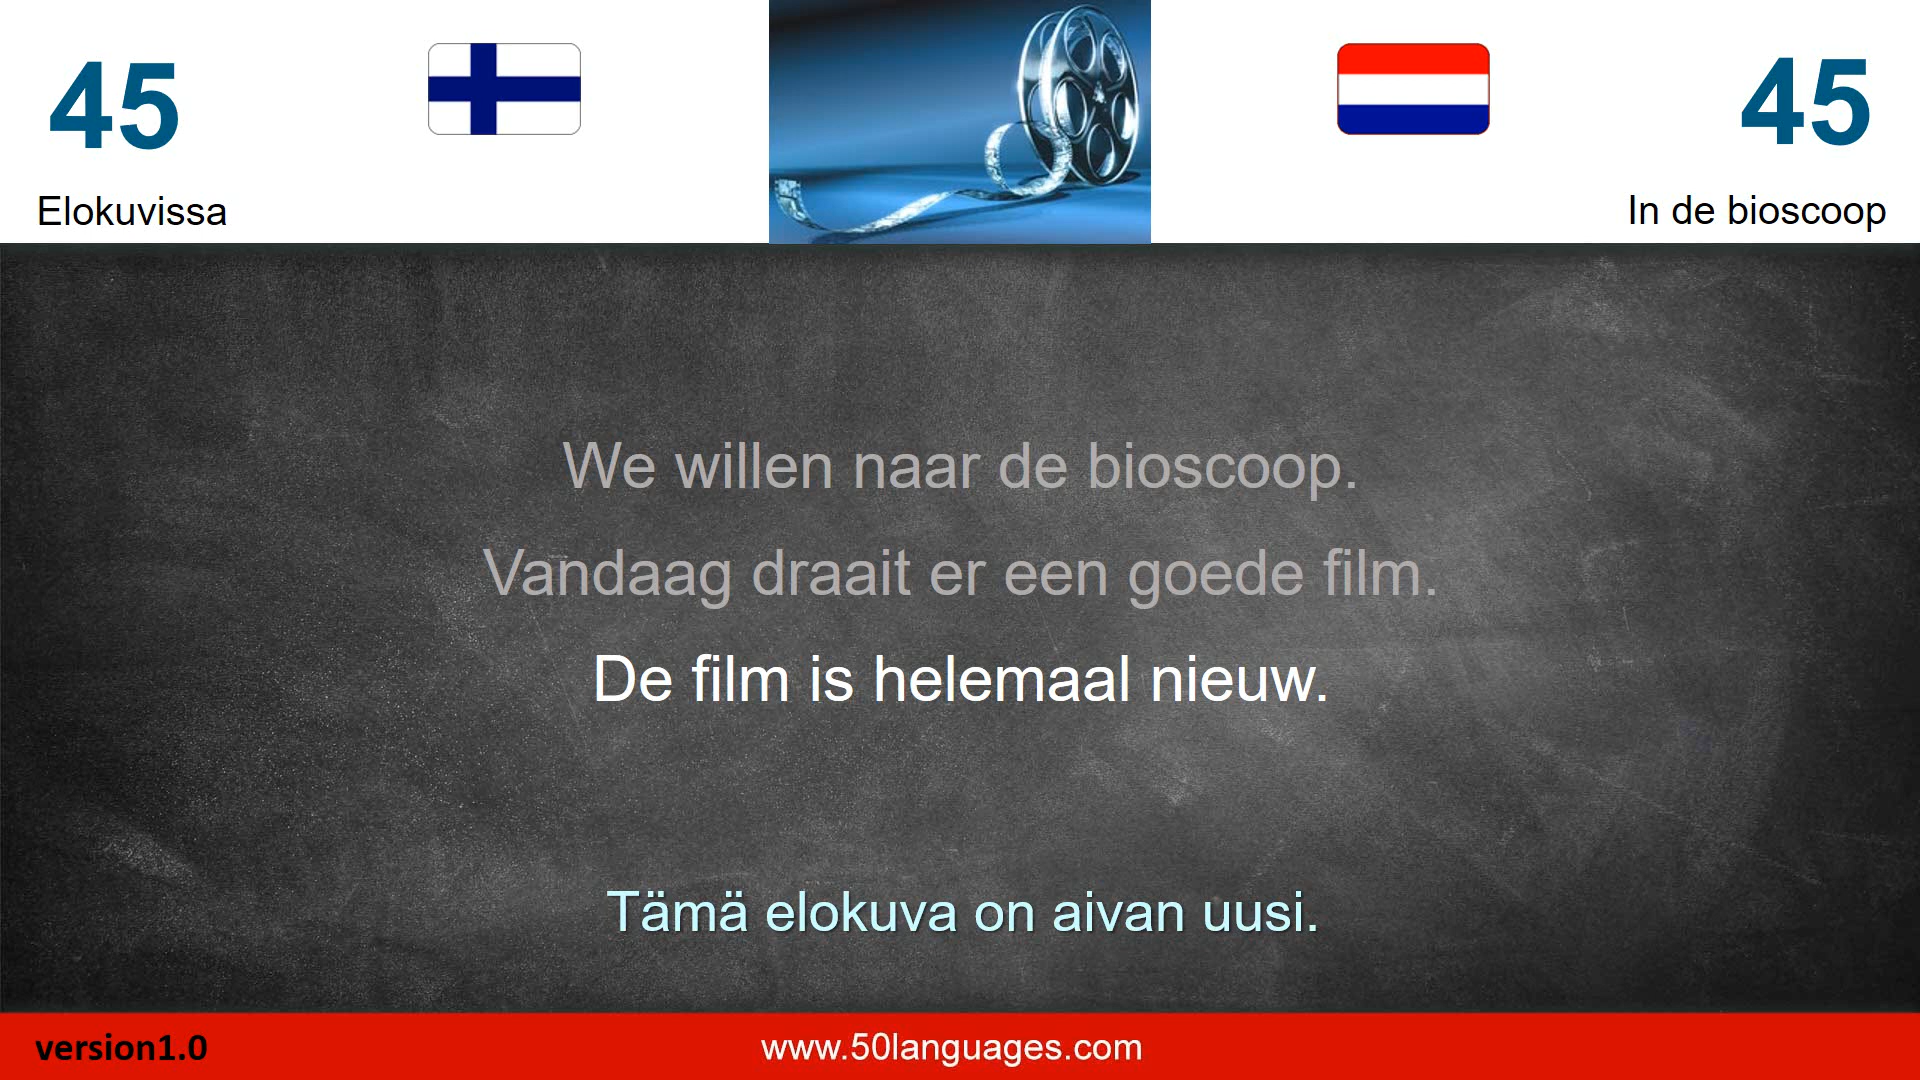 45
45
Elokuvissa
In de bioscoop
We willen naar de bioscoop.
Vandaag draait er een goede film.
De film is helemaal nieuw.
Tämä elokuva on aivan uusi.
version1.0
www.50languages.com